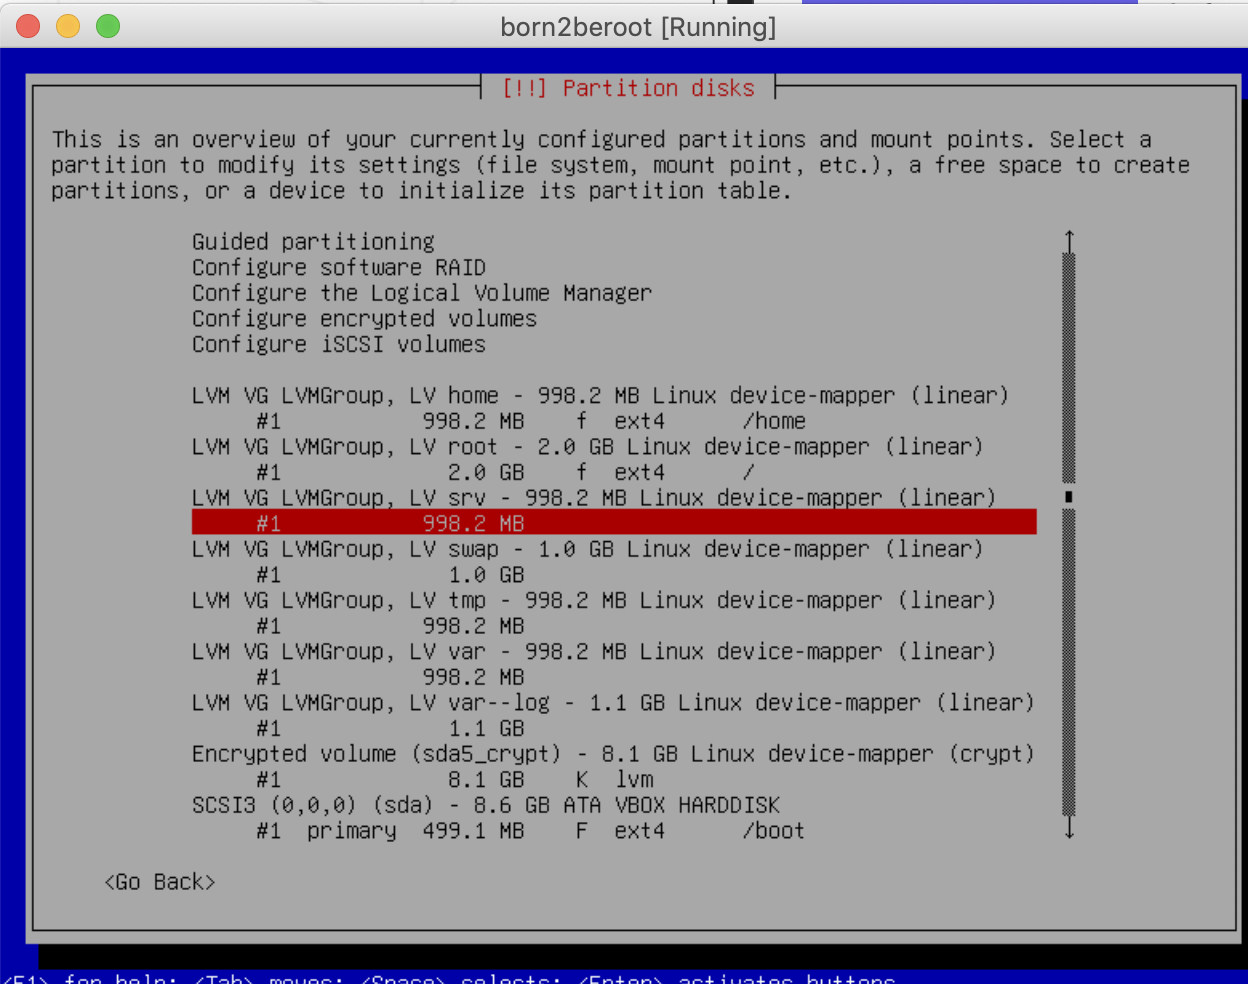 born2beroot [Running]
[!!] Partition disks
This is an overview of your currently configured partitions and mount points. Select a
partition to modify its settings (file system, mount point, etc.), a free space to create
partitions, or a device to initialize its partition table.
Guided partitioning
Configure software RAID
Configure the Logical Volume Manager
Configure encrypted volumes
Configure iSCSI volumes
LVM VG LVMGroup, LV home - 998.2 MB Linux device-mapper (linear)
#1 998.2 MB f ext4 /home
LVM VG LVMGroup, LV root - 2.0 GB Linux device-mapper (linear)
#1 2.0 GB f ext4 /
LVM VG LVMGroup, LV srv - 998.2 MB Linux device-mapper (linear)
#1 998.2 MB
LVM VG LVMGroup, LV swap - 1.0 GB Linux device-mapper (linear)
#1 1.0 GB
LVM VG LVMGroup, LV tmp - 998.2 MB Linux device-mapper (linear)
#1 998.2 MB
LVM VG LVMGroup, LV var - 998.2 MB Linux device-mapper (linear)
#1 998.2 MB
LVM VG LVMGroup, LV var--log - 1.1 GB Linux device-mapper (linear)
#1 1.1 GB
Encrypted volume (sda5_crypt) - 8.1 GB Linux device-mapper (crypt)
#1 8.1 GB K lvm
SCSI3 (0,0,0) (sda) - 8.6 GB ATA VBOX HARDDISK
#1 primary 499.1 MB F ext4 /boot
<Go Back>
<F1> for help; <Tab> moves; <Space> selects; <Enter> activates buttons